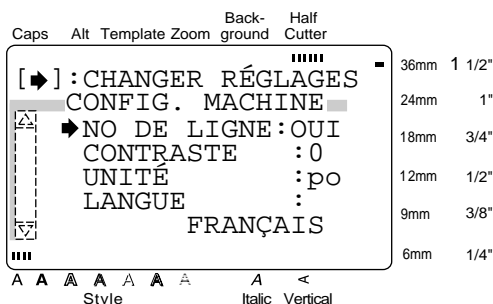 Back- Half
Caps Alt Template Zoom ground Cutter
[➡]:CHANGER RÉGLAGES
CONFIG. MACHINE
➡NO DE LIGNE:OUI
CONTRASTE :0
UNITÉ :po
LANGUE :
FRANÇAIS
36mm 1 1/2"
24mm 1"
18mm 3/4"
12mm 1/2"
9mm 3/8"
6mm 1/4"
A A A A A A A A A
Style Italic Vertical